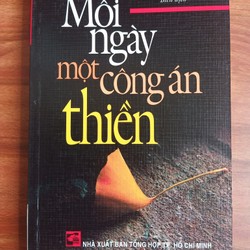 Mỗi
ngày
một công án
thiền
NHÀ XUẤT BẢN TỔNG HỢP TP. HỒ CHÍ MINH